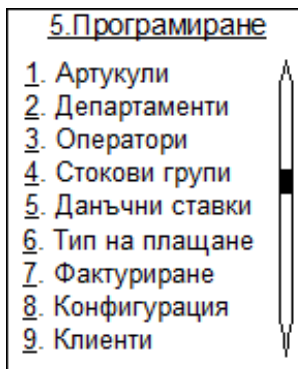 5.Програмиране
1. Артукули
2. Департаменти
3. Оператори
4. Стокови групи
5. Данъчни ставки
6. Тип на плащане
7. Фактуриране
8. Конфигурация
9. Клиенти